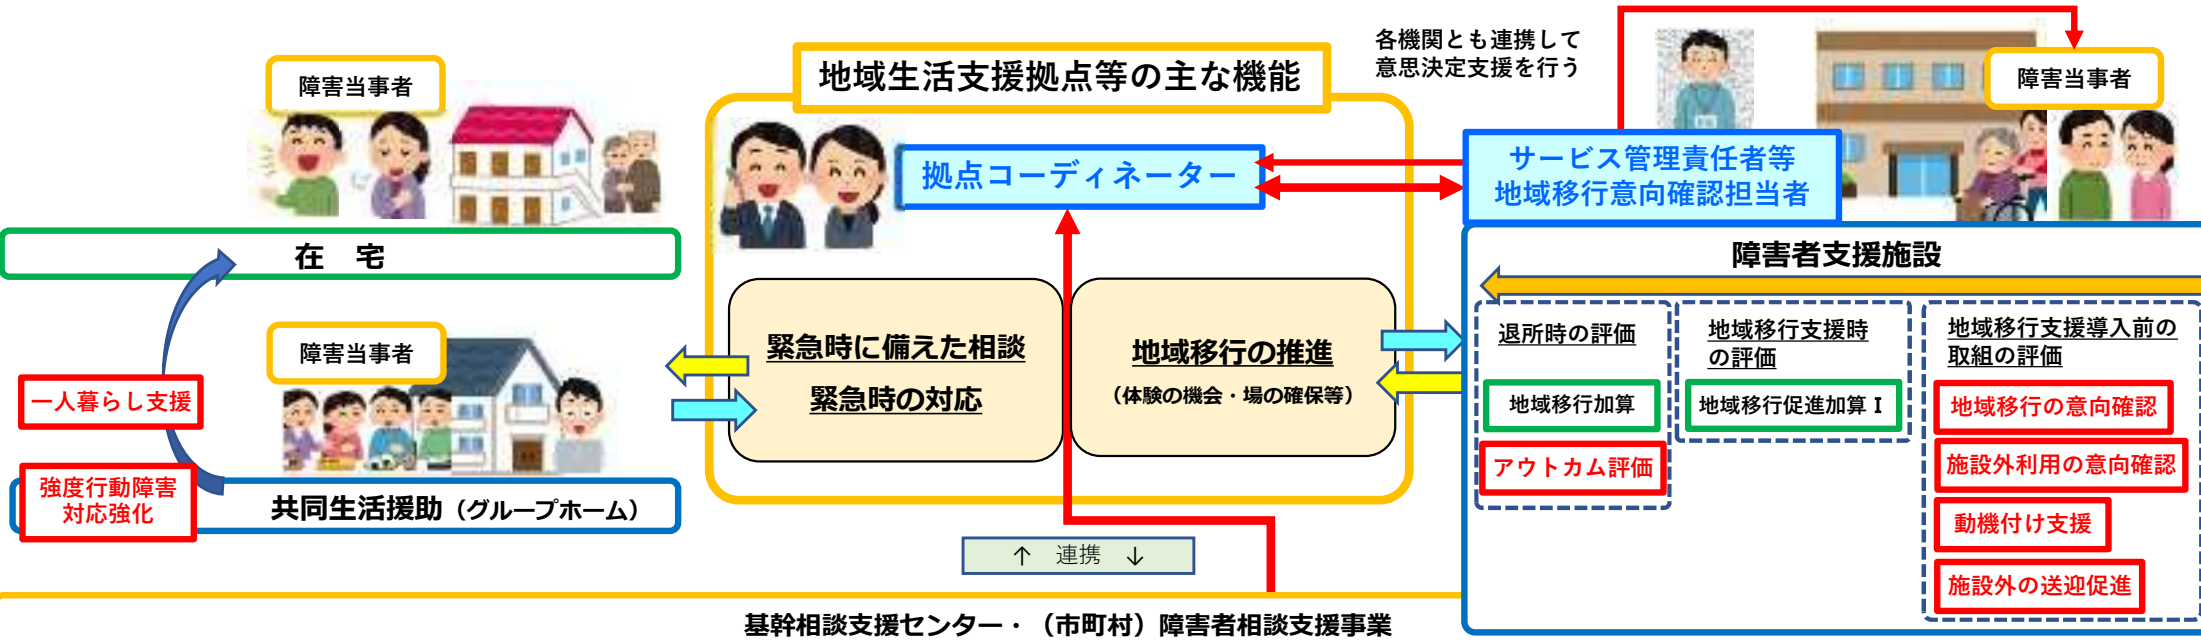 地域生活支援拠点等の主な機能
各機関とも連携して
意思決定支援を行う
障害当事者
障害当事者
拠点コーディネーター
サービス管理責任者等
地域移行意向確認担当者
在　宅
障害者支援施設
障害当事者
一人暮らし支援
強度行動障害
対応強化
共同生活援助（グループホーム）
緊急時に備えた相談
緊急時の対応
地域移行の推進
（体験の機会・場の確保等）
退所時の評価
地域移行加算
アウトカム評価
地域移行支援時
の評価
地域移行促進加算Ⅰ
地域移行支援導入前の
取組の評価
地域移行の意向確認
施設外利用の意向確認
動機付け支援
施設外の送迎促進
↑　連携　↓
基幹相談支援センター・（市町村）障害者相談支援事業